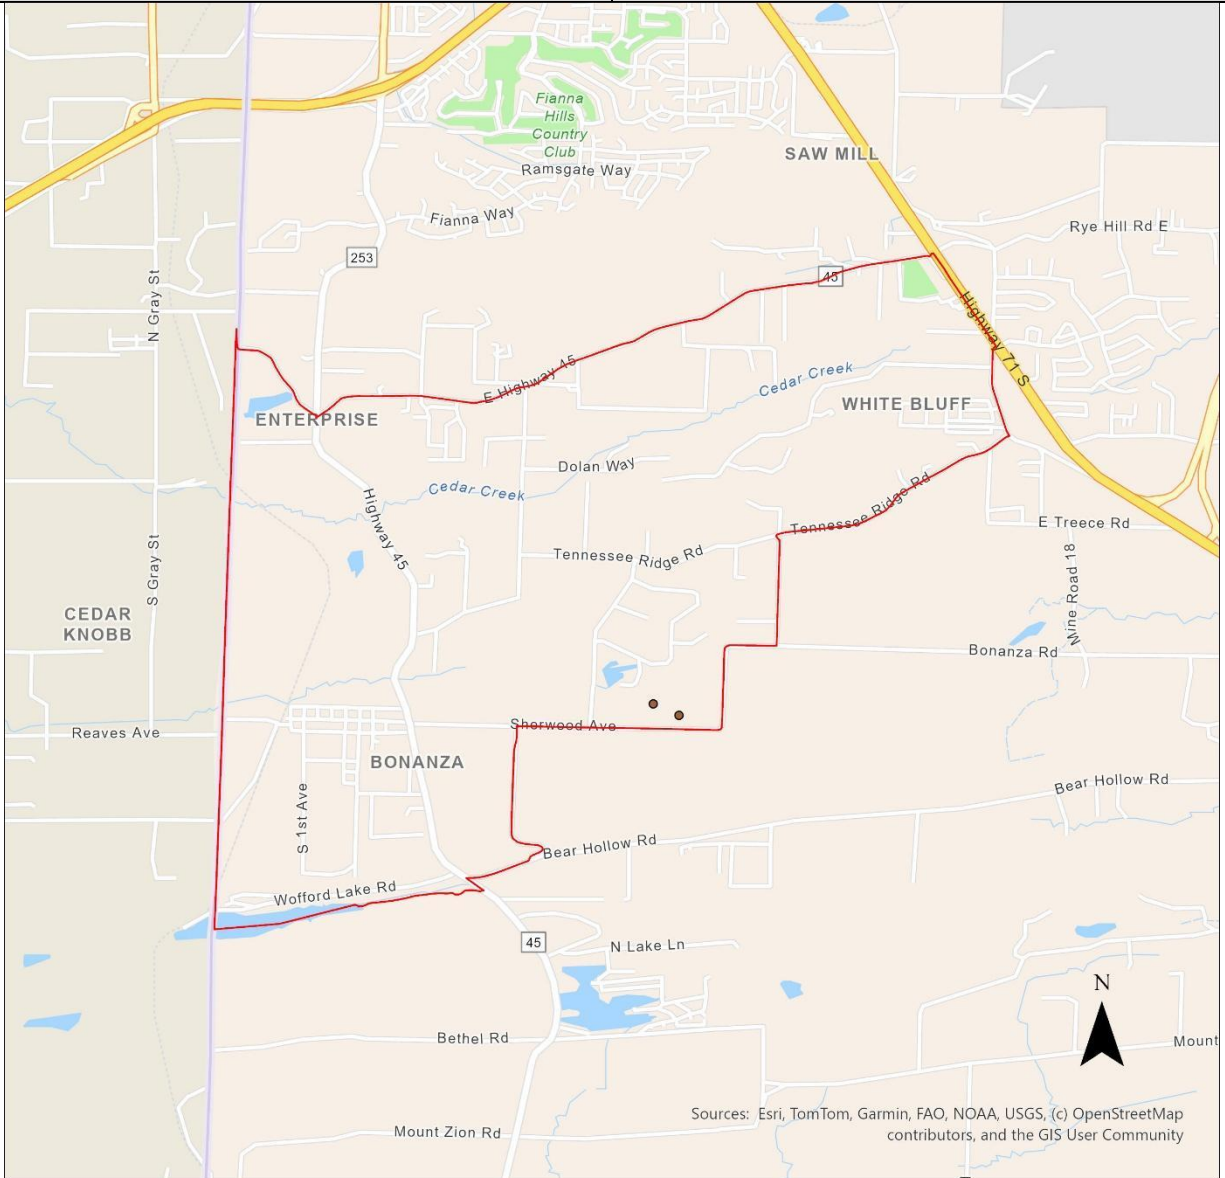 Fianna
Hills
Country
Club
SAW MILL
Ramsgate Way
Fianna Way
Rye Hill Rd E
253
45
N Gray St
Highway 71 S
E Highway 45
Cedar Creek
WHITE BLUFF
ENTERPRISE
Dolan Way
Cedar Creek
Tennessee Ridge Rd
Highway 45
E Treece Rd
Tennessee Ridge Rd
S Gray St
Mine Road 18
CEDAR
KNOBB
Bonanza Rd
Sherwood Ave
Reaves Ave
BONANZA
Bear Hollow Rd
S 1st Ave
Bear Hollow Rd
Wofford Lake Rd
45
N Lake Ln
N
Bethel Rd
Mount
Sources: Esri, TomTom, Garmin, FAO, NOAA, USGS, (c) OpenStreetMap
contributors, and the GIS User Community
Mount Zion Rd